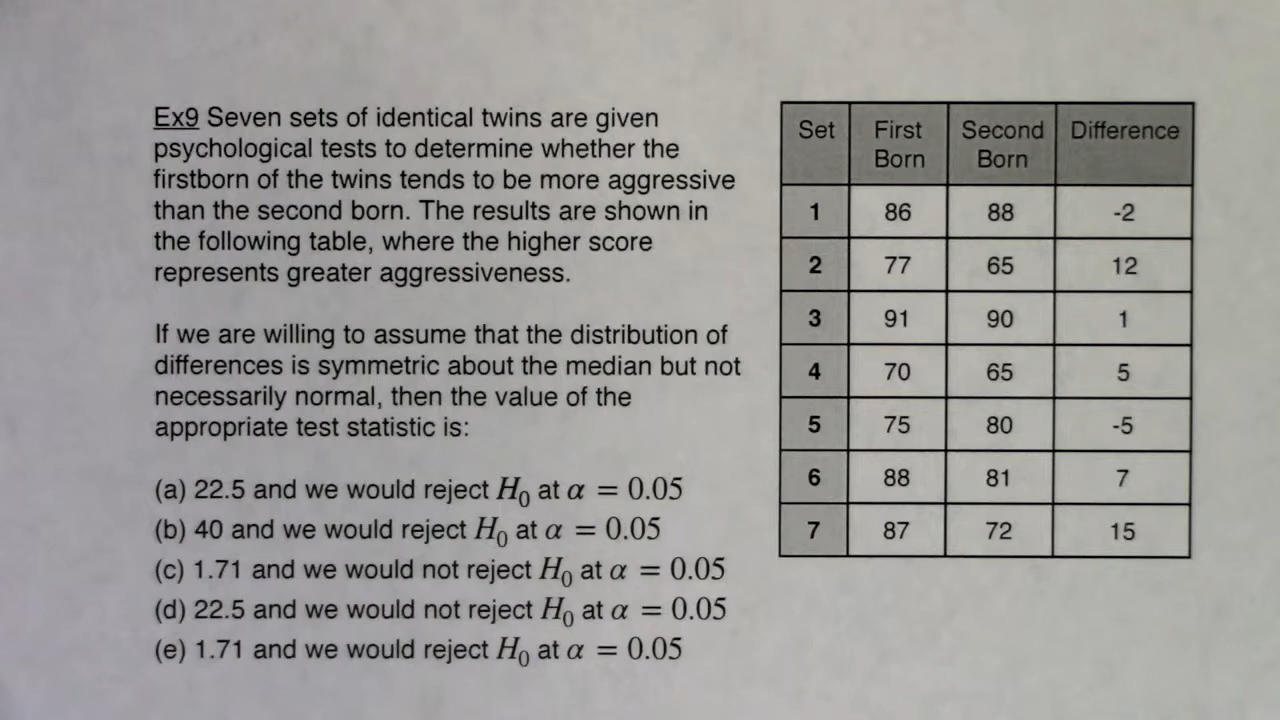 Ex9 Seven sets of identical twins are given
psychological tests to determine whether the
firstborn of the twins tends to be more aggressive
than the second born. The results are shown in
the following table, where the higher score
represents greater aggressiveness.
If we are willing to assume that the distribution of
differences is symmetric about the median but not
necessarily normal, then the value of the
appropriate test statistic is:
(a) 22.5 and we would reject H₀ at α = 0.05
(b) 40 and we would reject H₀ at α = 0.05
(c) 1.71 and we would not reject H₀ at α = 0.05
(d) 22.5 and we would not reject H₀ at α = 0.05
(e) 1.71 and we would reject H₀ at α = 0.05
Set First Second Difference
Born Born
1 86 88 -2
2 77 65 12
3 91 90 1
4 70 65 5
5 75 80 -5
6 88 81 7
7 87 72 15